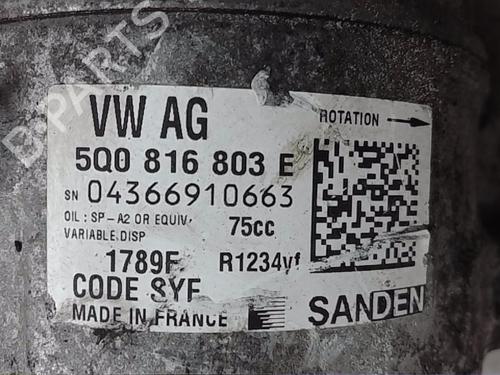 B-PARTS
VW AG
ROTATION
5Q0 816 803 E
SN 04366910663
OIL : SP-A2 OR EQUIV. 75cc
VARIABLE.DISP
1789F R1234yf
CODE 8YF
MADE IN FRANCE SANDEN